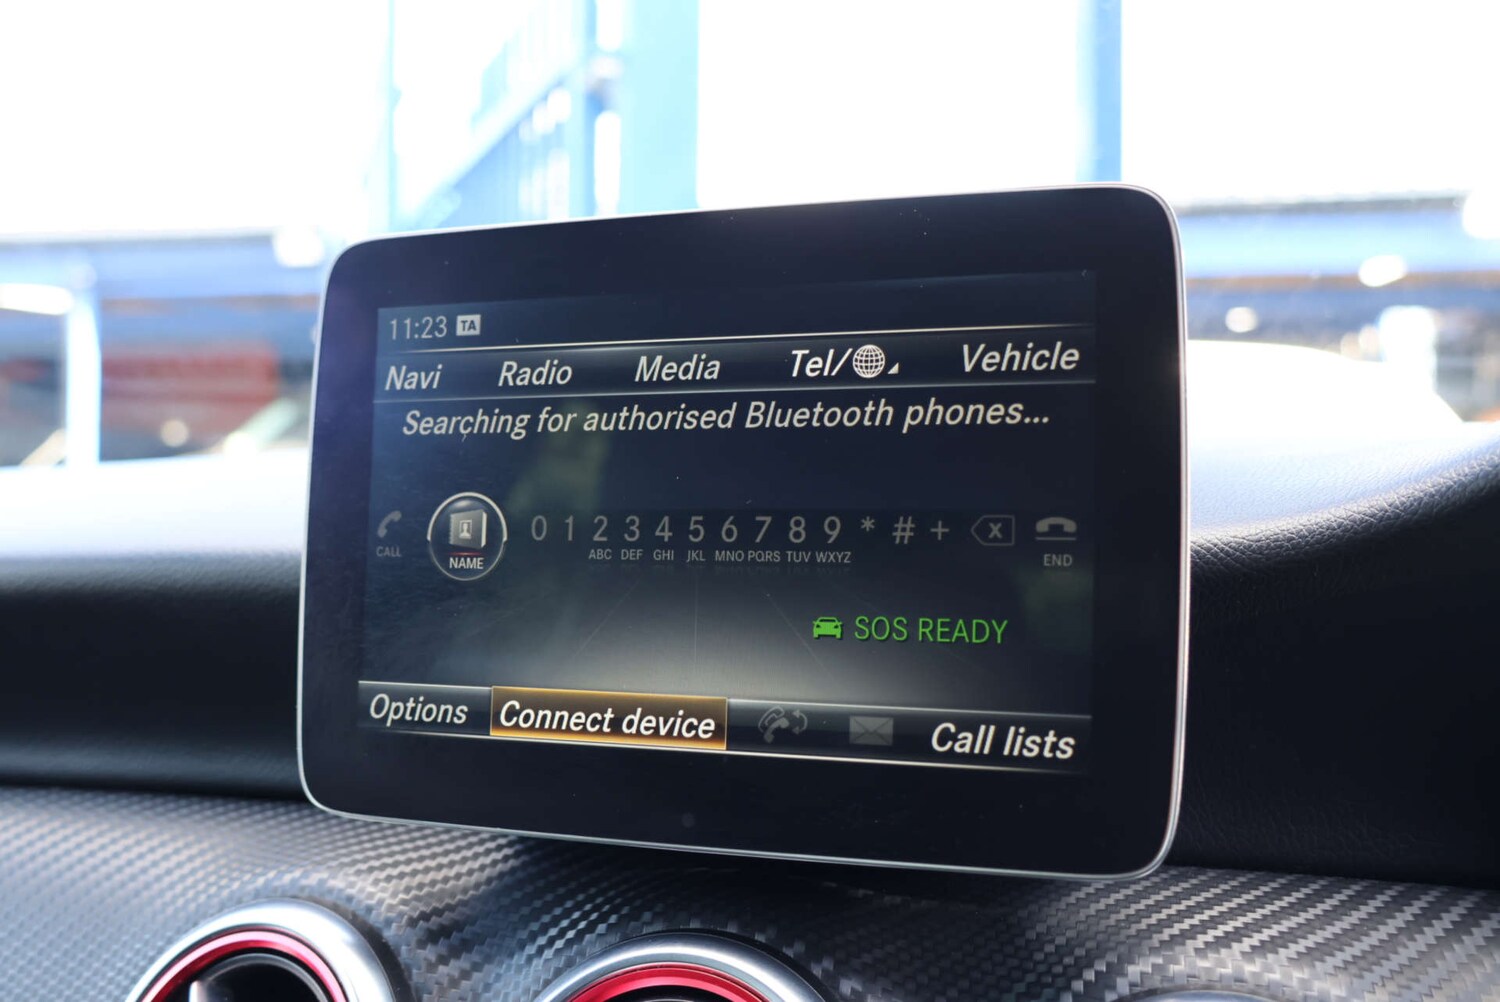 11:23 TA
Navi Radio Media Tel/ Vehicle
Searching for authorised Bluetooth phones...
0 1 2 3 4 5 6 7 8 9 * # + x
CALL NAME ABC DEF GHI JKL MNO PQRS TUV WXYZ END
SOS READY
Options Connect device Call lists